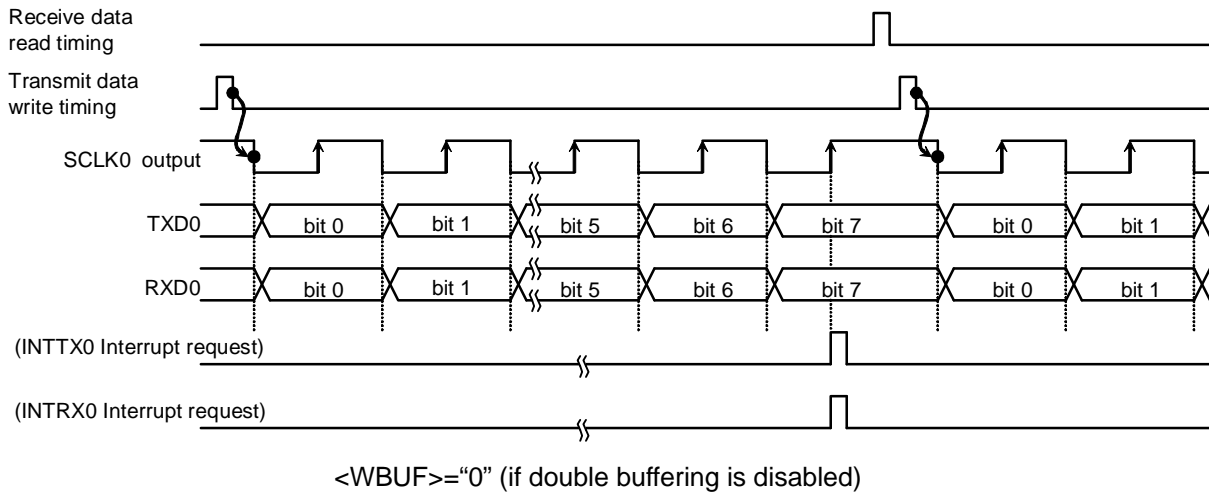 Receive data
read timing
Transmit data
write timing
SCLK0 output
TXD0
bit 0
bit 1
bit 5
bit 6
bit 7
bit 0
bit 1
RXD0
bit 0
bit 1
bit 5
bit 6
bit 7
bit 0
bit 1
(INTTX0 Interrupt request)
(INTRX0 Interrupt request)
<WBUF>=“0” (if double buffering is disabled)